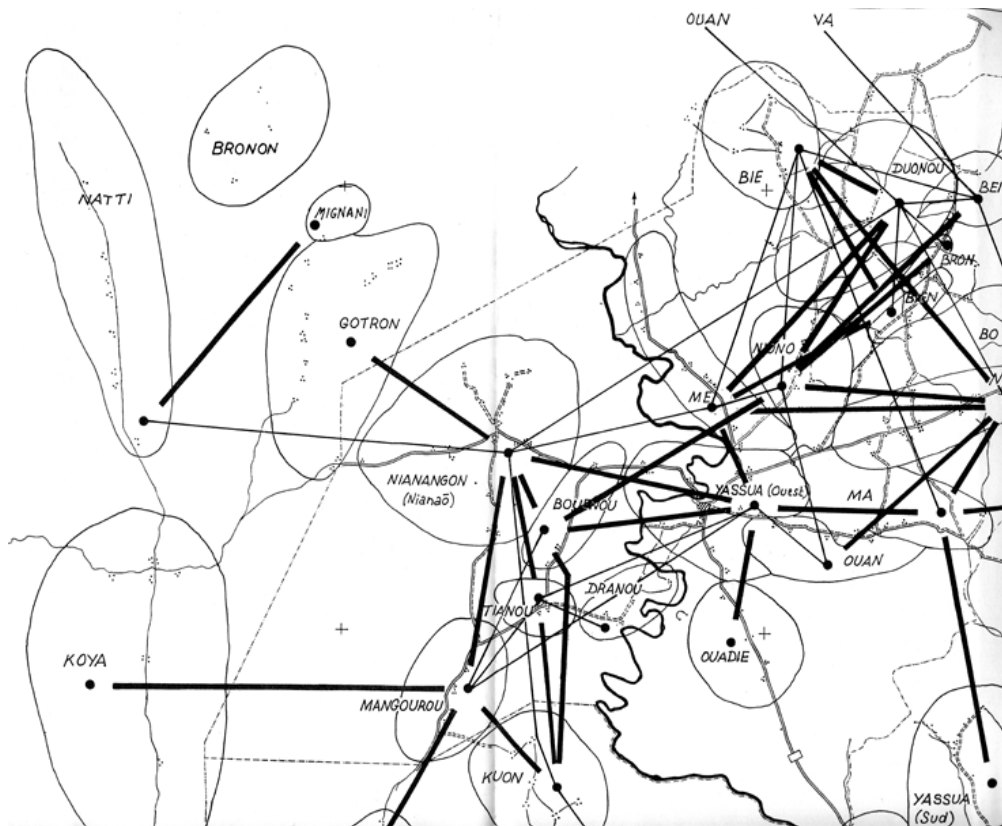 OUAN
VA
BRONON
BIE
DUONOU
NATTI
BEI
MIGNANI
BRON
GOTRON
BIEN
NIONO
BO
ME
NIANANGON
(Nianaõ)
BOUENOU
YASSUA (Ouest)
MA
OUAN
DRANOU
TIANOU
OUADIE
KOYA
MANGOUROU
KUON
YASSUA
(Sud)